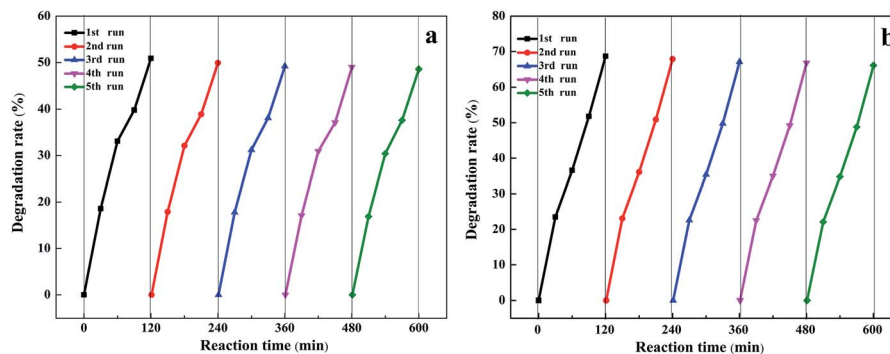 a
60
50
40
30
20
10
0
Degradation rate (%)
1st run
2nd run
3rd run
4th run
5th run
0 120 240 360 480 600
Reaction time (min)
b
80
70
60
50
40
30
20
10
0
Degradation rate (%)
1st run
2nd run
3rd run
4th run
5th run
0 120 240 360 480 600
Reaction time (min)